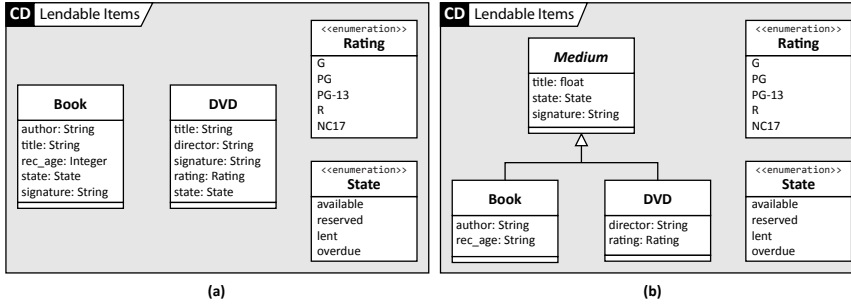 CD Lendable Items
<<enumeration>>
Rating
G
PG
PG-13
R
NC17
Book
author: String
title: String
rec_age: Integer
state: State
signature: String
DVD
title: String
director: String
signature: String
rating: Rating
state: State
<<enumeration>>
State
available
reserved
lent
overdue
(a)
CD Lendable Items
Medium
title: float
state: State
signature: String
<<enumeration>>
Rating
G
PG
PG-13
R
NC17
Book
author: String
rec_age: String
DVD
director: String
rating: Rating
<<enumeration>>
State
available
reserved
lent
overdue
(b)